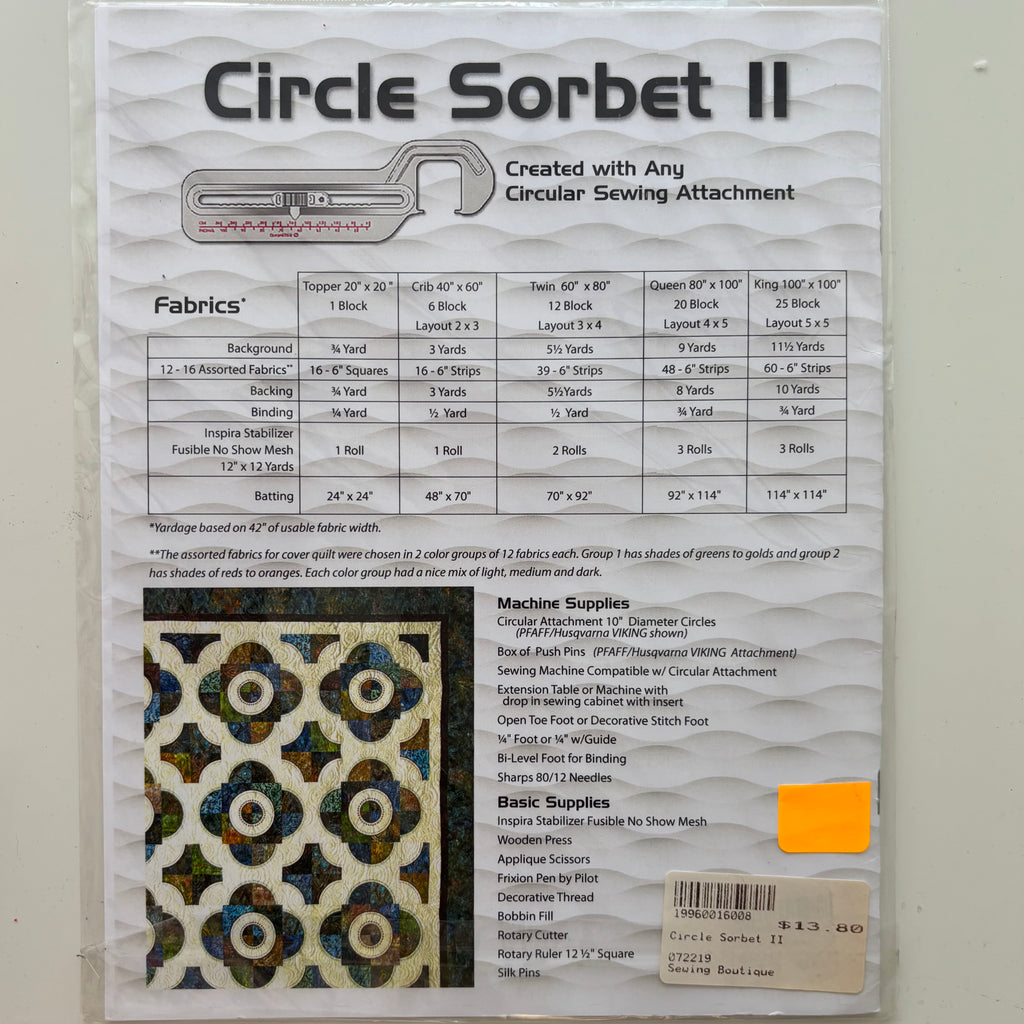 Circle Sorbet II
Created with Any
Circular Sewing Attachment
Fabrics*
Topper 20" x 20"
1 Block
Crib 40" x 60"
6 Block
Layout 2 x 3
Twin 60" x 80"
12 Block
Layout 3 x 4
Queen 80" x 100"
20 Block
Layout 4 x 5
King 100" x 100"
25 Block
Layout 5 x 5
Background ¾ Yard 3 Yards 5½ Yards 9 Yards 11½ Yards
12 - 16 Assorted Fabrics** 16 - 6" Squares 16 - 6" Strips 39 - 6" Strips 48 - 6" Strips 60 - 6" Strips
Backing ¾ Yard 3 Yards 5½Yards 8 Yards 10 Yards
Binding ¼ Yard ½ Yard ½ Yard ¾ Yard ¾ Yard
Inspira Stabilizer
Fusible No Show Mesh 1 Roll 1 Roll 2 Rolls 3 Rolls 3 Rolls
12" x 12 Yards
Batting 24" x 24" 48" x 70" 70" x 92" 92" x 114" 114" x 114"
*Yardage based on 42" of usable fabric width.
**The assorted fabrics for cover quilt were chosen in 2 color groups of 12 fabrics each. Group 1 has shades of greens to golds and group 2
has shades of reds to oranges. Each color group had a nice mix of light, medium and dark.
Machine Supplies
Circular Attachment 10" Diameter Circles
(PFAFF/Husqvarna VIKING shown)
Box of Push Pins (PFAFF/Husqvarna VIKING Attachment)
Sewing Machine Compatible w/ Circular Attachment
Extension Table or Machine with
drop in sewing cabinet with insert
Open Toe Foot or Decorative Stitch Foot
¼" Foot or ¼" w/Guide
Bi-Level Foot for Binding
Sharps 80/12 Needles
Basic Supplies
Inspira Stabilizer Fusible No Show Mesh
Wooden Press
Applique Scissors
Frixion Pen by Pilot
Decorative Thread
Bobbin Fill
Rotary Cutter
Rotary Ruler 12 ½" Square
Silk Pins
19960016008
$13.80
Circle Sorbet II
072219
Sewing Boutique